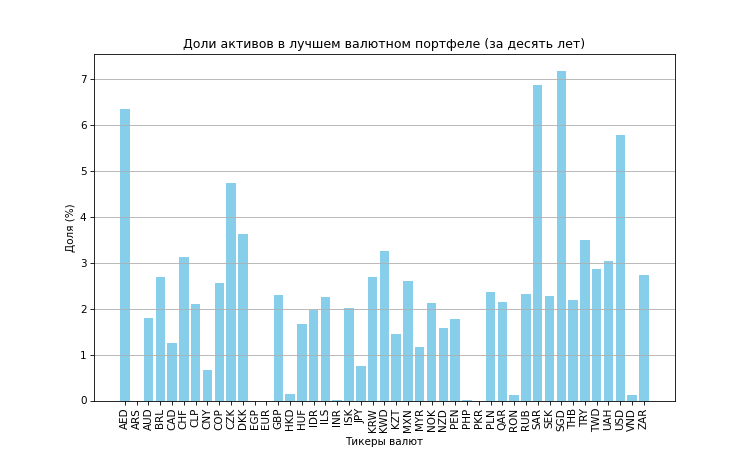 Доли активов в лучшем валютном портфеле (за десять лет)
Доля (%)
7
6
5
4
3
2
1
0
AED ARS AUD BRL CAD CHF CLP CNY COP CZK DKK EGP EUR GBP HKD HUF IDR ILS INR ISK JPY KRW KWD KZT MXN MYR NOK NZD PEN PHP PKR PLN QAR RON RUB SAR SEK SGD THB TRY TWD UAH USD VND ZAR
Тикеры валют